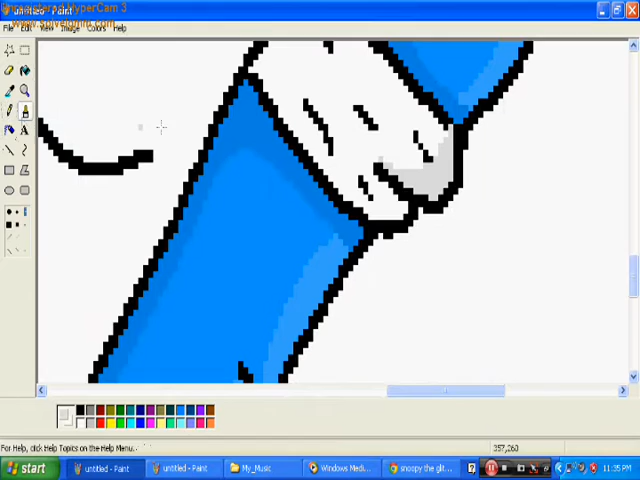 untitled - Paint
Unregistered HyperCam 3
www.solveigmm.com
File Edit View Image Colors Help
A
For Help, click Help Topics on the Help Menu.
357,260
start
untitled - Paint
untitled - Paint
My_Music
Windows Medi...
snoopy the glit...
11:35 PM